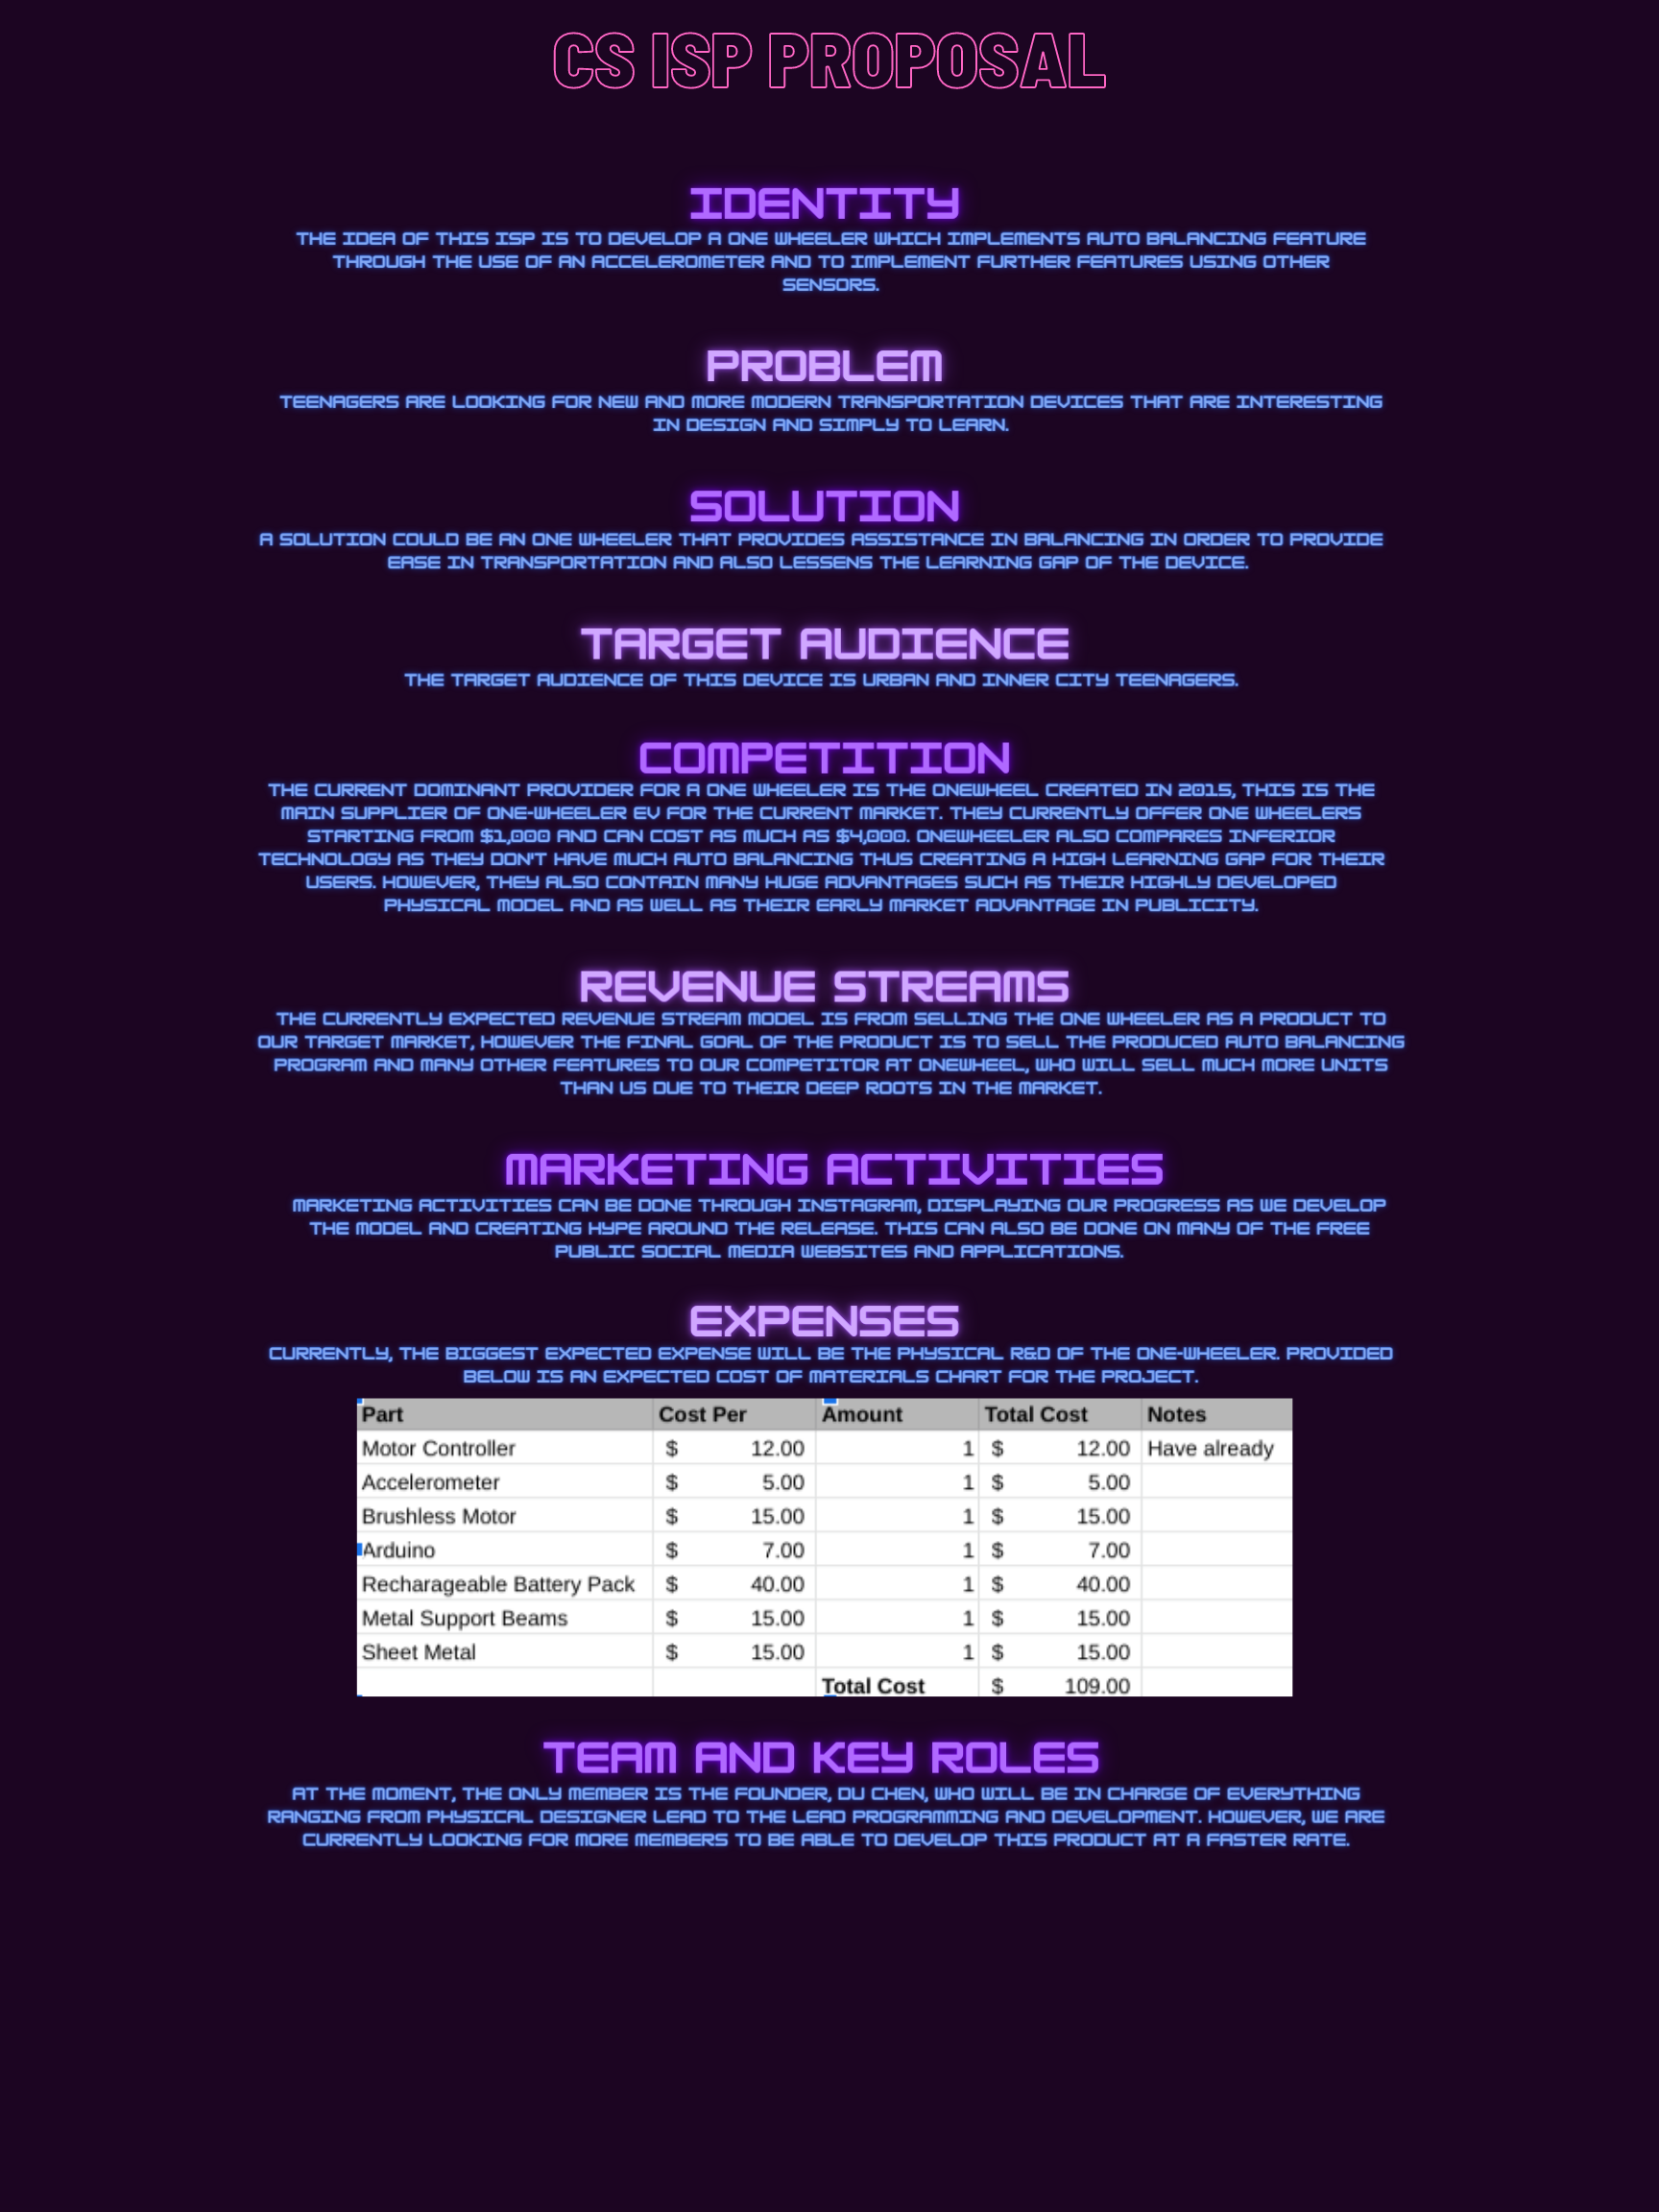 CS ISP PROPOSAL
IDENTITY
THE IDEA OF THIS ISP IS TO DEVELOP A ONE WHEELER WHICH IMPLEMENTS AUTO BALANCING FEATURE
THROUGH THE USE OF AN ACCELEROMETER AND TO IMPLEMENT FURTHER FEATURES USING OTHER
SENSORS.
PROBLEM
TEENAGERS ARE LOOKING FOR NEW AND MORE MODERN TRANSPORTATION DEVICES THAT ARE INTERESTING
IN DESIGN AND SIMPLY TO LEARN.
SOLUTION
A SOLUTION COULD BE AN ONE WHEELER THAT PROVIDES ASSISTANCE IN BALANCING IN ORDER TO PROVIDE
EASE IN TRANSPORTATION AND ALSO LESSENS THE LEARNING GAP OF THE DEVICE.
TARGET AUDIENCE
THE TARGET AUDIENCE OF THIS DEVICE IS URBAN AND INNER CITY TEENAGERS.
COMPETITION
THE CURRENT DOMINANT PROVIDER FOR A ONE WHEELER IS THE ONEWHEEL CREATED IN 2015, THIS IS THE
MAIN SUPPLIER OF ONE-WHEELER EV FOR THE CURRENT MARKET. THEY CURRENTLY OFFER ONE WHEELERS
STARTING FROM $1,000 AND CAN COST AS MUCH AS $4,000. ONEWHEELER ALSO COMPARES INFERIOR
TECHNOLOGY AS THEY DON'T HAVE MUCH AUTO BALANCING THUS CREATING A HIGH LEARNING GAP FOR THEIR
USERS. HOWEVER, THEY ALSO CONTAIN MANY HUGE ADVANTAGES SUCH AS THEIR HIGHLY DEVELOPED
PHYSICAL MODEL AND AS WELL AS THEIR EARLY MARKET ADVANTAGE IN PUBLICITY.
REVENUE STREAMS
THE CURRENTLY EXPECTED REVENUE STREAM MODEL IS FROM SELLING THE ONE WHEELER AS A PRODUCT TO
OUR TARGET MARKET, HOWEVER THE FINAL GOAL OF THE PRODUCT IS TO SELL THE PRODUCED AUTO BALANCING
PROGRAM AND MANY OTHER FEATURES TO OUR COMPETITOR AT ONEWHEEL, WHO WILL SELL MUCH MORE UNITS
THAN US DUE TO THEIR DEEP ROOTS IN THE MARKET.
MARKETING ACTIVITIES
MARKETING ACTIVITIES CAN BE DONE THROUGH INSTAGRAM, DISPLAYING OUR PROGRESS AS WE DEVELOP
THE MODEL AND CREATING HYPE AROUND THE RELEASE. THIS CAN ALSO BE DONE ON MANY OF THE FREE
PUBLIC SOCIAL MEDIA WEBSITES AND APPLICATIONS.
EXPENSES
CURRENTLY, THE BIGGEST EXPECTED EXPENSE WILL BE THE PHYSICAL R&D OF THE ONE-WHEELER. PROVIDED
BELOW IS AN EXPECTED COST OF MATERIALS CHART FOR THE PROJECT.
Part Cost Per Amount Total Cost Notes
Motor Controller $ 12.00 1 $ 12.00 Have already
Accelerometer $ 5.00 1 $ 5.00
Brushless Motor $ 15.00 1 $ 15.00
Arduino $ 7.00 1 $ 7.00
Recharageable Battery Pack $ 40.00 1 $ 40.00
Metal Support Beams $ 15.00 1 $ 15.00
Sheet Metal $ 15.00 1 $ 15.00
Total Cost $ 109.00
TEAM AND KEY ROLES
AT THE MOMENT, THE ONLY MEMBER IS THE FOUNDER, DU CHEN, WHO WILL BE IN CHARGE OF EVERYTHING
RANGING FROM PHYSICAL DESIGNER LEAD TO THE LEAD PROGRAMMING AND DEVELOPMENT. HOWEVER, WE ARE
CURRENTLY LOOKING FOR MORE MEMBERS TO BE ABLE TO DEVELOP THIS PRODUCT AT A FASTER RATE.